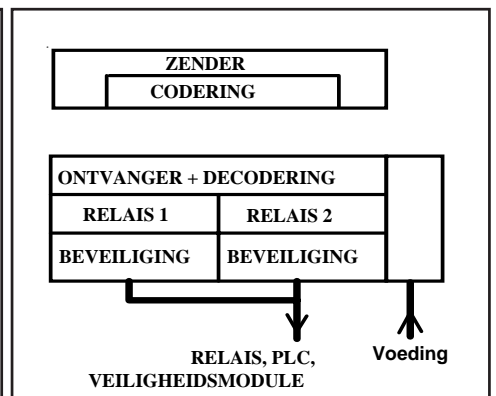 ZENDER
CODERING
ONTVANGER + DECODERING
RELAIS 1 RELAIS 2
BEVEILIGING BEVEILIGING
RELAIS, PLC,
VEILIGHEIDSMODULE
Voeding